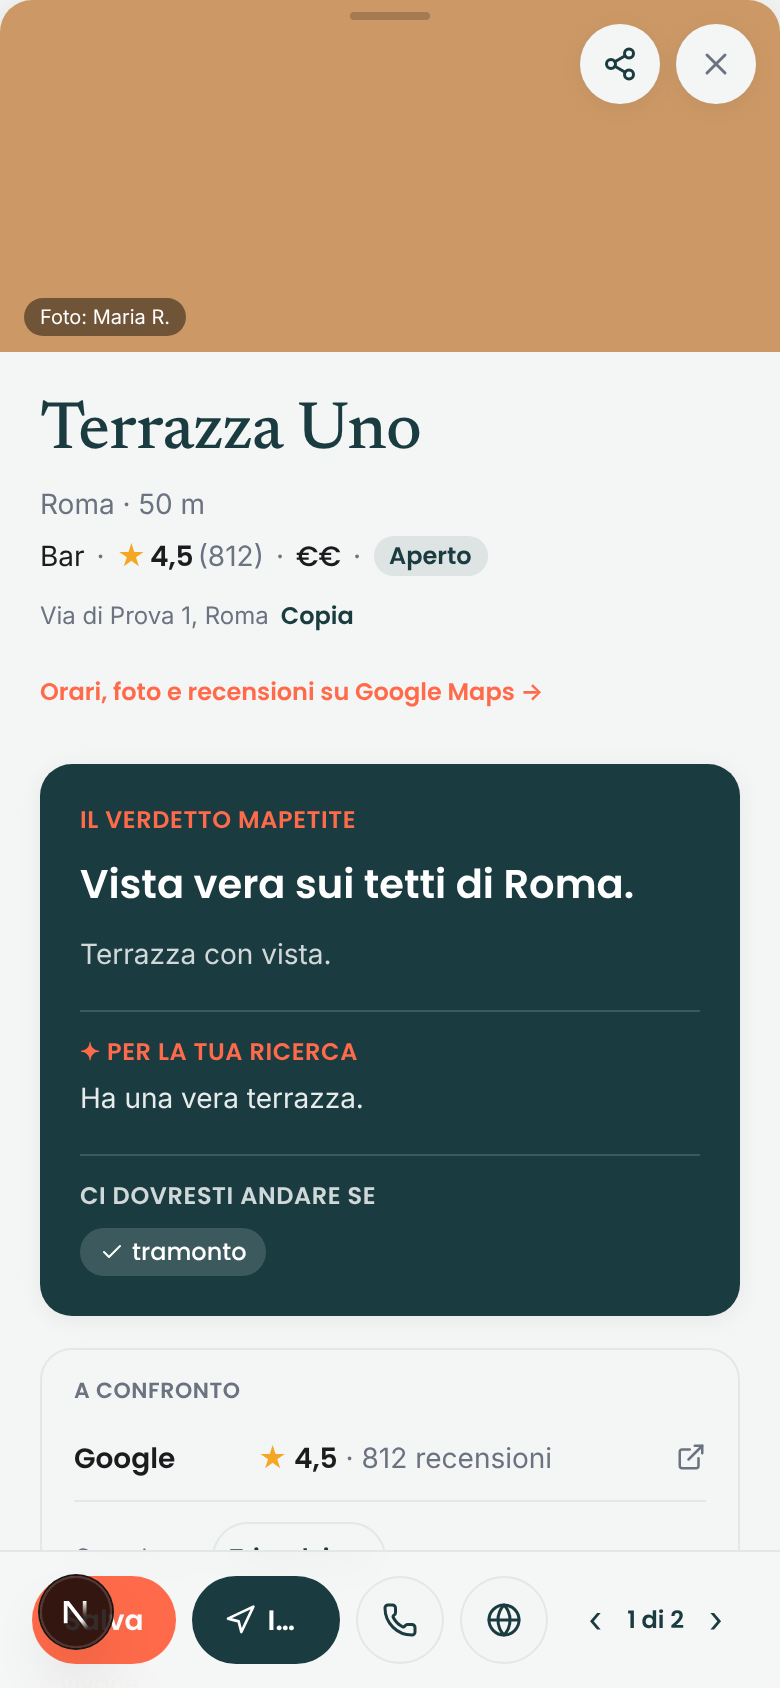 Foto: Maria R.
Terrazza Uno
Roma · 50 m
Bar · ★ 4,5 (812) · €€ · Aperto
Via di Prova 1, Roma Copia
Orari, foto e recensioni su Google Maps →
IL VERDETTO MAPETITE
Vista vera sui tetti di Roma.
Terrazza con vista.
✦ PER LA TUA RICERCA
Ha una vera terrazza.
CI DOVRESTI ANDARE SE
✓ tramonto
A CONFRONTO
Google ★ 4,5 · 812 recensioni
N I... ‹ 1 di 2 ›